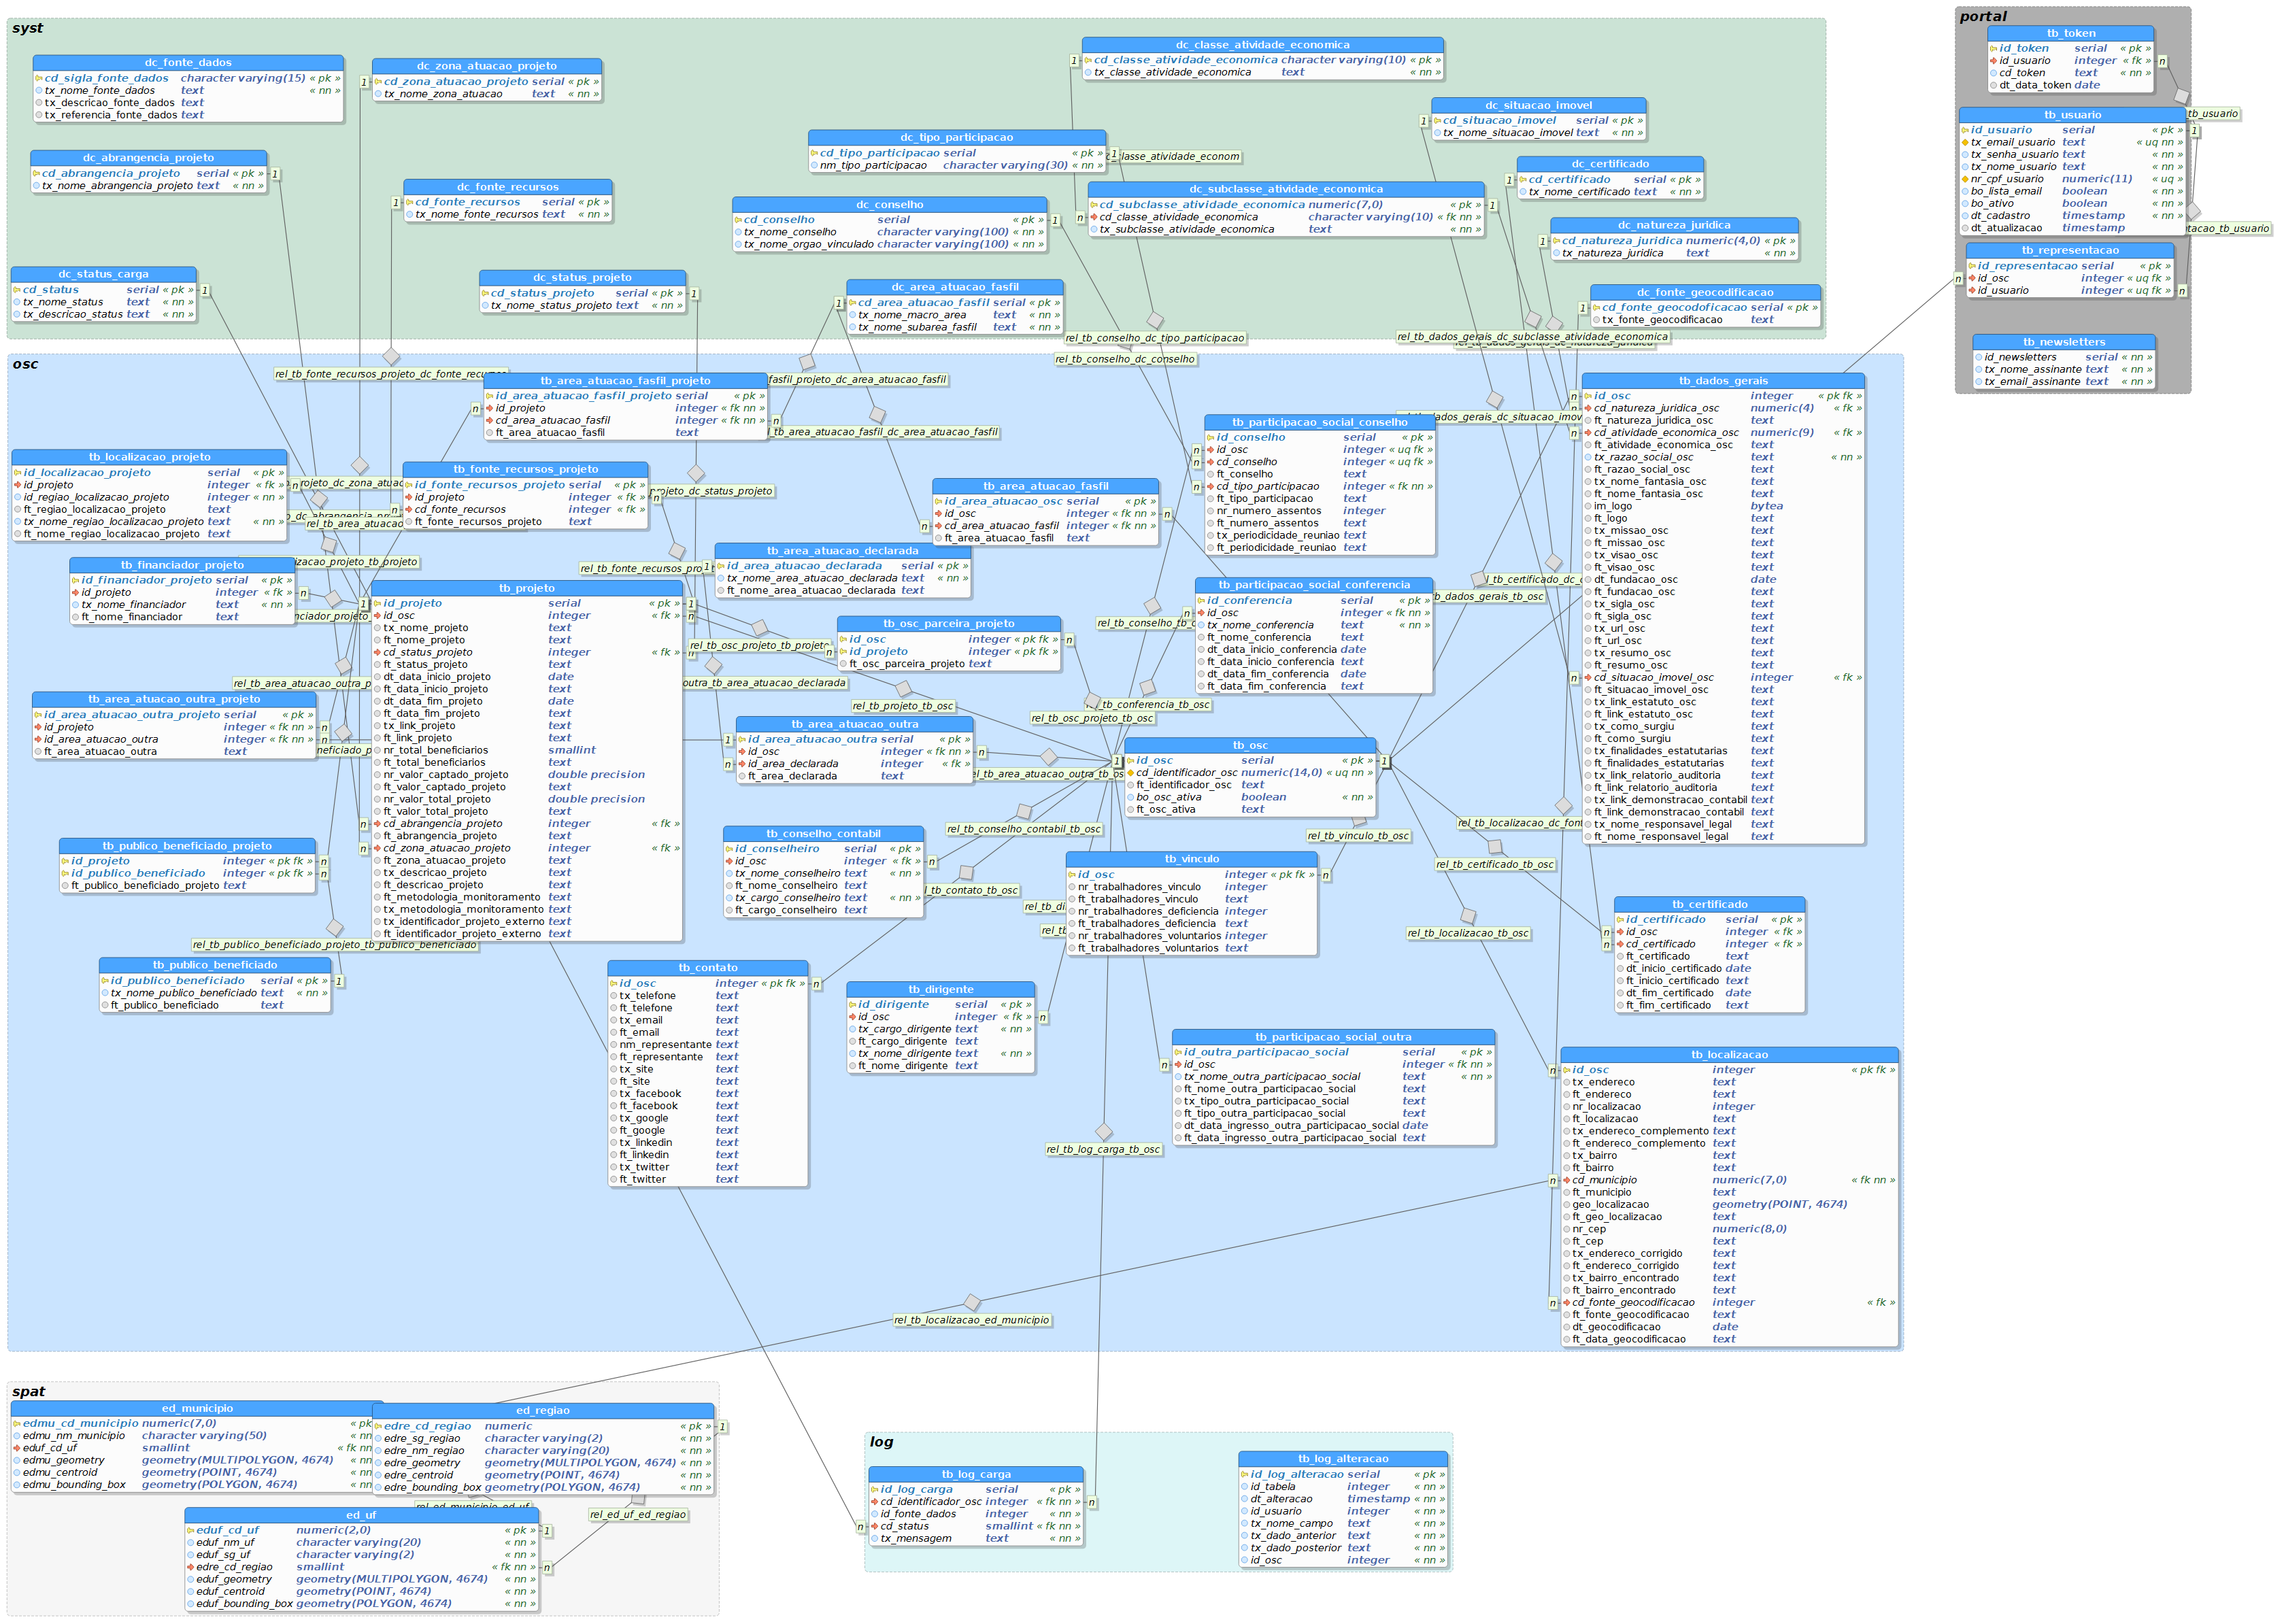 syst
dc_fonte_dados
cd_sigla_fonte_dados character varying(15) « pk »
tx_nome_fonte_dados text « nn »
tx_descricao_fonte_dados text
tx_referencia_fonte_dados text
dc_zona_atuacao_projeto
cd_zona_atuacao_projeto serial « pk »
tx_nome_zona_atuacao text « nn »
dc_classe_atividade_economica
cd_classe_atividade_economica character varying(10) « pk »
tx_classe_atividade_economica text « nn »
dc_situacao_imovel
cd_situacao_imovel serial « pk »
tx_nome_situacao_imovel text « nn »
dc_tipo_participacao
cd_tipo_participacao serial « pk »
nm_tipo_participacao character varying(30) « nn »
dc_abrangencia_projeto
cd_abrangencia_projeto serial « pk »
tx_nome_abrangencia_projeto text « nn »
dc_certificado
cd_certificado serial « pk »
tx_nome_certificado text « nn »
dc_fonte_recursos
cd_fonte_recursos serial « pk »
tx_nome_fonte_recursos text « nn »
dc_conselho
cd_conselho serial « pk »
tx_nome_conselho character varying(100) « nn »
tx_nome_orgao_vinculado character varying(100) « nn »
dc_subclasse_atividade_economica
cd_subclasse_atividade_economica numeric(7,0) « pk »
cd_classe_atividade_economica character varying(10) « fk nn »
tx_subclasse_atividade_economica text « nn »
dc_natureza_juridica
cd_natureza_juridica numeric(4,0) « pk »
tx_natureza_juridica text « nn »
dc_status_carga
cd_status serial « pk »
tx_nome_status text « nn »
tx_descricao_status text « nn »
dc_status_projeto
cd_status_projeto serial « pk »
tx_nome_status_projeto text « nn »
dc_area_atuacao_fasfil
cd_area_atuacao_fasfil serial « pk »
tx_nome_macro_area text « nn »
tx_nome_subarea_fasfil text « nn »
dc_fonte_geocodificacao
cd_fonte_geocodoficacao serial « pk »
tx_fonte_geocodificacao text
portal
tb_token
id_token serial « pk »
id_usuario integer « fk »
cd_token text « nn »
dt_data_token date
tb_usuario
id_usuario serial « pk »
tx_email_usuario text « uq nn »
tx_senha_usuario text « nn »
tx_nome_usuario text « nn »
nr_cpf_usuario numeric(11) « uq »
bo_lista_email boolean « nn »
bo_ativo boolean « nn »
dt_cadastro timestamp « nn »
dt_atualizacao timestamp
tb_representacao
id_representacao serial « pk »
id_osc integer « uq fk »
id_usuario integer « uq fk »
tb_newsletters
id_newsletters serial « nn »
tx_nome_assinante text « nn »
tx_email_assinante text « nn »
rel_tb_conselho_dc_tipo_participacao
rel_tb_conselho_dc_conselho
rel_tb_dados_gerais_dc_subclasse_atividade_economica
osc
tb_area_atuacao_fasfil_projeto
id_area_atuacao_fasfil_projeto serial « pk »
id_projeto integer « fk nn »
cd_area_atuacao_fasfil integer « fk nn »
ft_area_atuacao_fasfil text
tb_localizacao_projeto
id_localizacao_projeto serial « pk »
id_projeto integer « fk »
id_regiao_localizacao_projeto integer « nn »
ft_regiao_localizacao_projeto text
tx_nome_regiao_localizacao_projeto text « nn »
ft_nome_regiao_localizacao_projeto text
tb_fonte_recursos_projeto
id_fonte_recursos_projeto serial « pk »
id_projeto integer « fk »
cd_fonte_recursos integer « fk »
ft_fonte_recursos_projeto text
tb_area_atuacao_fasfil
id_area_atuacao_osc serial « pk »
id_osc integer « fk nn »
cd_area_atuacao_fasfil integer « fk nn »
ft_area_atuacao_fasfil text
tb_participacao_social_conselho
id_conselho serial « pk »
id_osc integer « uq fk »
cd_conselho integer « uq fk »
ft_conselho text
cd_tipo_participacao integer « fk nn »
ft_tipo_participacao text
nr_numero_assentos integer
ft_numero_assentos text
tx_periodicidade_reuniao text
ft_periodicidade_reuniao text
tb_dados_gerais
id_osc integer « pk fk »
cd_natureza_juridica_osc numeric(4) « fk »
ft_natureza_juridica_osc text
cd_atividade_economica_osc numeric(9) « fk »
ft_atividade_economica_osc text
tx_razao_social_osc text « nn »
ft_razao_social_osc text
tx_nome_fantasia_osc text
ft_nome_fantasia_osc text
im_logo bytea
ft_logo text
tx_missao_osc text
ft_missao_osc text
tx_visao_osc text
ft_visao_osc text
dt_fundacao_osc date
ft_fundacao_osc text
tx_sigla_osc text
ft_sigla_osc text
tx_url_osc text
ft_url_osc text
tx_resumo_osc text
ft_resumo_osc text
cd_situacao_imovel_osc integer « fk »
ft_situacao_imovel_osc text
tx_link_estatuto_osc text
ft_link_estatuto_osc text
tx_como_surgiu text
ft_como_surgiu text
tx_finalidades_estatutarias text
ft_finalidades_estatutarias text
tx_link_relatorio_auditoria text
ft_link_relatorio_auditoria text
tx_link_demonstracao_contabil text
ft_link_demonstracao_contabil text
tx_nome_responsavel_legal text
ft_nome_responsavel_legal text
tb_financiador_projeto
id_financiador_projeto serial « pk »
id_projeto integer « fk »
tx_nome_financiador text « nn »
ft_nome_financiador text
tb_area_atuacao_declarada
id_area_atuacao_declarada serial « pk »
tx_nome_area_atuacao_declarada text « nn »
ft_nome_area_atuacao_declarada text
tb_projeto
id_projeto serial « pk »
id_osc integer « fk »
tx_nome_projeto text
ft_nome_projeto text
cd_status_projeto integer « fk »
ft_status_projeto text
dt_data_inicio_projeto date
ft_data_inicio_projeto text
dt_data_fim_projeto date
ft_data_fim_projeto text
tx_link_projeto text
ft_link_projeto text
nr_total_beneficiarios smallint
ft_total_beneficiarios text
nr_valor_captado_projeto double precision
ft_valor_captado_projeto text
nr_valor_total_projeto double precision
ft_valor_total_projeto text
cd_abrangencia_projeto integer « fk »
ft_abrangencia_projeto text
cd_zona_atuacao_projeto integer « fk »
ft_zona_atuacao_projeto text
tx_descricao_projeto text
ft_descricao_projeto text
ft_metodologia_monitoramento text
tx_metodologia_monitoramento text
tx_identificador_projeto_externo text
ft_identificador_projeto_externo text
tb_osc_parceira_projeto
id_osc integer « pk fk »
id_projeto integer « pk fk »
ft_osc_parceira_projeto text
tb_participacao_social_conferencia
id_conferencia serial « pk »
id_osc integer « fk nn »
tx_nome_conferencia text « nn »
ft_nome_conferencia text
dt_data_inicio_conferencia date
ft_data_inicio_conferencia text
dt_data_fim_conferencia date
ft_data_fim_conferencia text
rel_tb_osc_projeto_tb_projeto
rel_tb_projeto_tb_osc
rel_tb_osc_projeto_tb_osc
tb_area_atuacao_outra_projeto
id_area_atuacao_outra_projeto serial « pk »
id_projeto integer « fk nn »
id_area_atuacao_outra integer « fk nn »
ft_area_atuacao_outra text
tb_area_atuacao_outra
id_area_atuacao_outra serial « pk »
id_osc integer « fk nn »
id_area_declarada integer « fk »
ft_area_declarada text
tb_osc
id_osc serial « pk »
cd_identificador_osc numeric(14,0) « uq nn »
ft_identificador_osc text
bo_osc_ativa boolean « nn »
ft_osc_ativa text
rel_tb_conselho_contabil_tb_osc
rel_tb_vinculo_tb_osc
rel_tb_certificado_tb_osc
rel_tb_localizacao_tb_osc
tb_publico_beneficiado_projeto
id_projeto integer « pk fk »
id_publico_beneficiado integer « pk fk »
ft_publico_beneficiado_projeto text
tb_conselho_contabil
id_conselheiro serial « pk »
id_osc integer « fk »
tx_nome_conselheiro text « nn »
ft_nome_conselheiro text
tx_cargo_conselheiro text « nn »
ft_cargo_conselheiro text
tb_vinculo
id_osc integer « pk fk »
nr_trabalhadores_vinculo integer
ft_trabalhadores_vinculo text
nr_trabalhadores_deficiencia integer
ft_trabalhadores_deficiencia text
nr_trabalhadores_voluntarios integer
ft_trabalhadores_voluntarios text
tb_certificado
id_certificado serial « pk »
id_osc integer « fk »
cd_certificado integer « fk »
ft_certificado text
dt_inicio_certificado date
ft_inicio_certificado text
dt_fim_certificado date
ft_fim_certificado text
rel_tb_publico_beneficiado_projeto_tb_publico_beneficiado
tb_publico_beneficiado
id_publico_beneficiado serial « pk »
tx_nome_publico_beneficiado text « nn »
ft_publico_beneficiado text
tb_contato
id_osc integer « pk fk »
tx_telefone text
ft_telefone text
tx_email text
ft_email text
nm_representante text
ft_representante text
tx_site text
ft_site text
tx_facebook text
ft_facebook text
tx_google text
ft_google text
tx_linkedin text
ft_linkedin text
tx_twitter text
ft_twitter text
tb_dirigente
id_dirigente serial « pk »
id_osc integer « fk »
tx_cargo_dirigente text « nn »
ft_cargo_dirigente text
tx_nome_dirigente text « nn »
ft_nome_dirigente text
tb_participacao_social_outra
id_outra_participacao_social serial « pk »
id_osc integer « fk nn »
tx_nome_outra_participacao_social text « nn »
ft_nome_outra_participacao_social text
tx_tipo_outra_participacao_social text
ft_tipo_outra_participacao_social text
dt_data_ingresso_outra_participacao_social date
ft_data_ingresso_outra_participacao_social text
rel_tb_log_carga_tb_osc
tb_localizacao
id_osc integer « pk fk »
tx_endereco text
ft_endereco text
nr_localizacao integer
ft_localizacao text
tx_endereco_complemento text
ft_endereco_complemento text
tx_bairro text
ft_bairro text
cd_municipio numeric(7,0) « fk nn »
ft_municipio text
geo_localizacao geometry(POINT, 4674)
ft_geo_localizacao text
nr_cep numeric(8,0)
ft_cep text
tx_endereco_corrigido text
ft_endereco_corrigido text
tx_bairro_encontrado text
ft_bairro_encontrado text
cd_fonte_geocodificacao integer « fk »
ft_fonte_geocodificacao text
dt_geocodificacao date
ft_data_geocodificacao text
rel_tb_localizacao_ed_municipio
spat
ed_municipio
edmu_cd_municipio numeric(7,0) « pk
edmu_nm_municipio character varying(50) « nn
eduf_cd_uf smallint « fk nn
edmu_geometry geometry(MULTIPOLYGON, 4674) « nn
edmu_centroid geometry(POINT, 4674) « nn
edmu_bounding_box geometry(POLYGON, 4674) « nn
ed_regiao
edre_cd_regiao numeric « pk »
edre_sg_regiao character varying(2) « nn »
edre_nm_regiao character varying(20) « nn »
edre_geometry geometry(MULTIPOLYGON, 4674) « nn »
edre_centroid geometry(POINT, 4674) « nn »
edre_bounding_box geometry(POLYGON, 4674) « nn »
rel_ed_uf_ed_regiao
ed_uf
eduf_cd_uf numeric(2,0) « pk »
eduf_nm_uf character varying(20) « nn »
eduf_sg_uf character varying(2) « nn »
edre_cd_regiao smallint « fk nn »
eduf_geometry geometry(MULTIPOLYGON, 4674) « nn »
eduf_centroid geometry(POINT, 4674) « nn »
eduf_bounding_box geometry(POLYGON, 4674) « nn »
log
tb_log_carga
id_log_carga serial « pk »
cd_identificador_osc integer « fk nn »
id_fonte_dados integer « nn »
cd_status smallint « fk nn »
tx_mensagem text « nn »
tb_log_alteracao
id_log_alteracao serial « pk »
id_tabela integer « nn »
dt_alteracao timestamp « nn »
id_usuario integer « nn »
tx_nome_campo text « nn »
tx_dado_anterior text « nn »
tx_dado_posterior text « nn »
id_osc integer « nn »